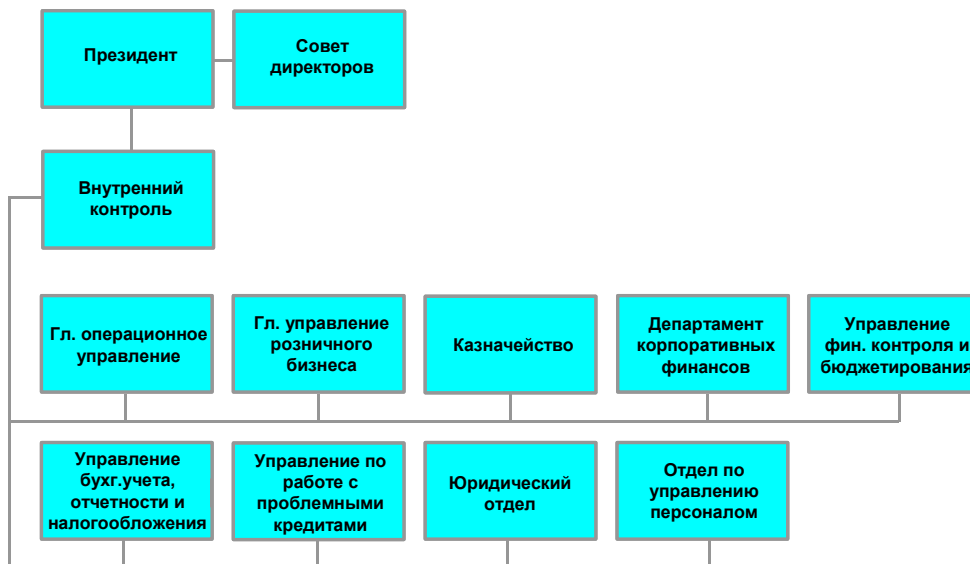 Президент
Совет
директоров
Внутренний
контроль
Гл. операционное
управление
Гл. управление
розничного
бизнеса
Казначейство
Департамент
корпоративных
финансов
Управление
фин. контроля и
бюджетирования
Управление
бухг.учета,
отчетности и
налогообложения
Управление по
работе с
проблемными
кредитами
Юридический
отдел
Отдел по
управлению
персоналом